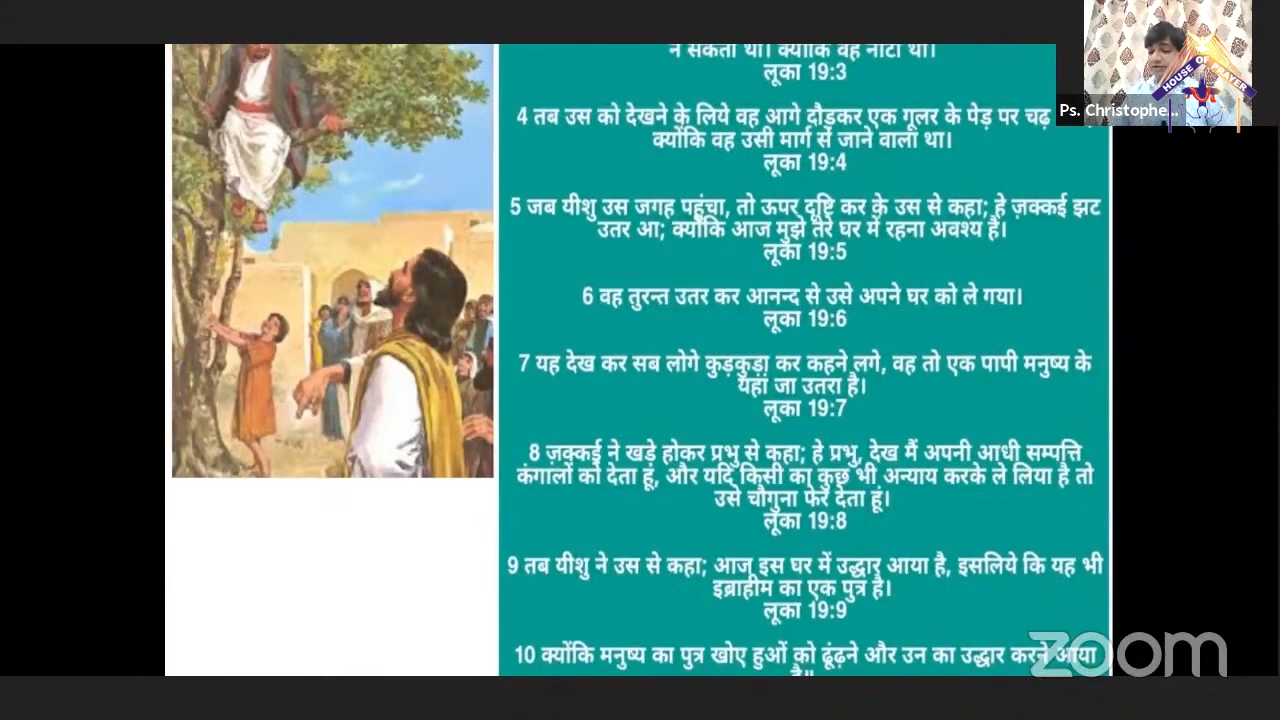 न सकता था। क्योंकि वह नाटा था।
लूका 19:3
4 तब उस को देखने के लिये वह आगे दौड़कर एक गूलर के पेड़ पर चढ़
क्योंकि वह उसी मार्ग से जाने वाला था।
लूका 19:4
5 जब यीशु उस जगह पहुंचा, तो ऊपर दृष्टि कर के उस से कहा; हे ज़क्कई झट
उतर आ; क्योंकि आज मुझे तेरे घर में रहना अवश्य है।
लूका 19:5
6 वह तुरन्त उतर कर आनन्द से उसे अपने घर को ले गया।
लूका 19:6
7 यह देख कर सब लोगे कुड़कुड़ा कर कहने लगे, वह तो एक पापी मनुष्य के
यहां जा उतरा है।
लूका 19:7
8 ज़क्कई ने खड़े होकर प्रभु से कहा; हे प्रभु, देख मैं अपनी आधी सम्पत्ति
कंगालों को देता हूं, और यदि किसी का कुछ भी अन्याय करके ले लिया है तो
उसे चौगुना फेर देता हूं।
लूका 19:8
9 तब यीशु ने उस से कहा; आज इस घर में उद्धार आया है, इसलिये कि यह भी
इब्राहीम का एक पुत्र है।
लूका 19:9
10 क्योंकि मनुष्य का पुत्र खोए हुओं को ढूंढ़ने और उन का उद्धार करने आया
है॥
HOUSE OF PRAYER
Ps. Christophe...
zoom